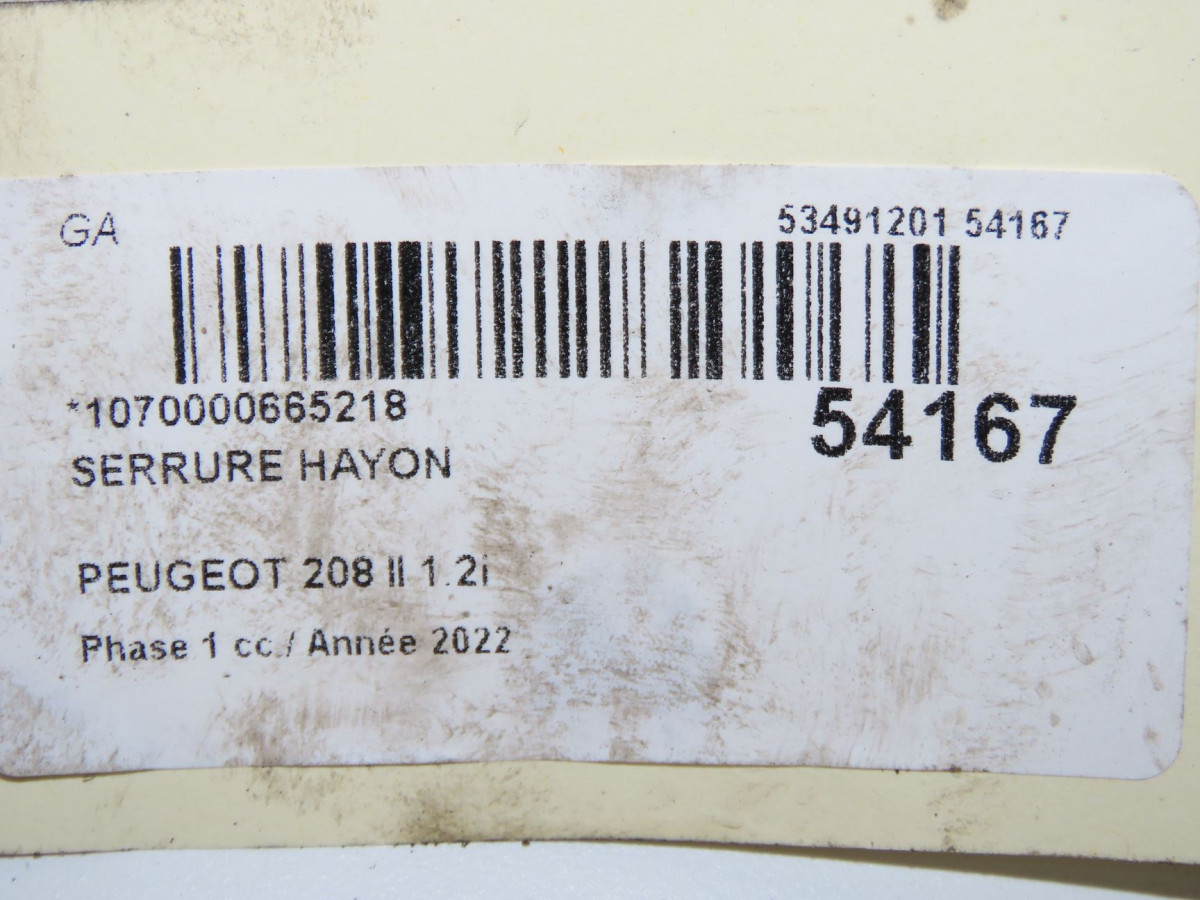 GA
53491201 54167
*1070000665218
54167
SERRURE HAYON
PEUGEOT 208 II 1.2i
Phase 1 cc./ Année 2022